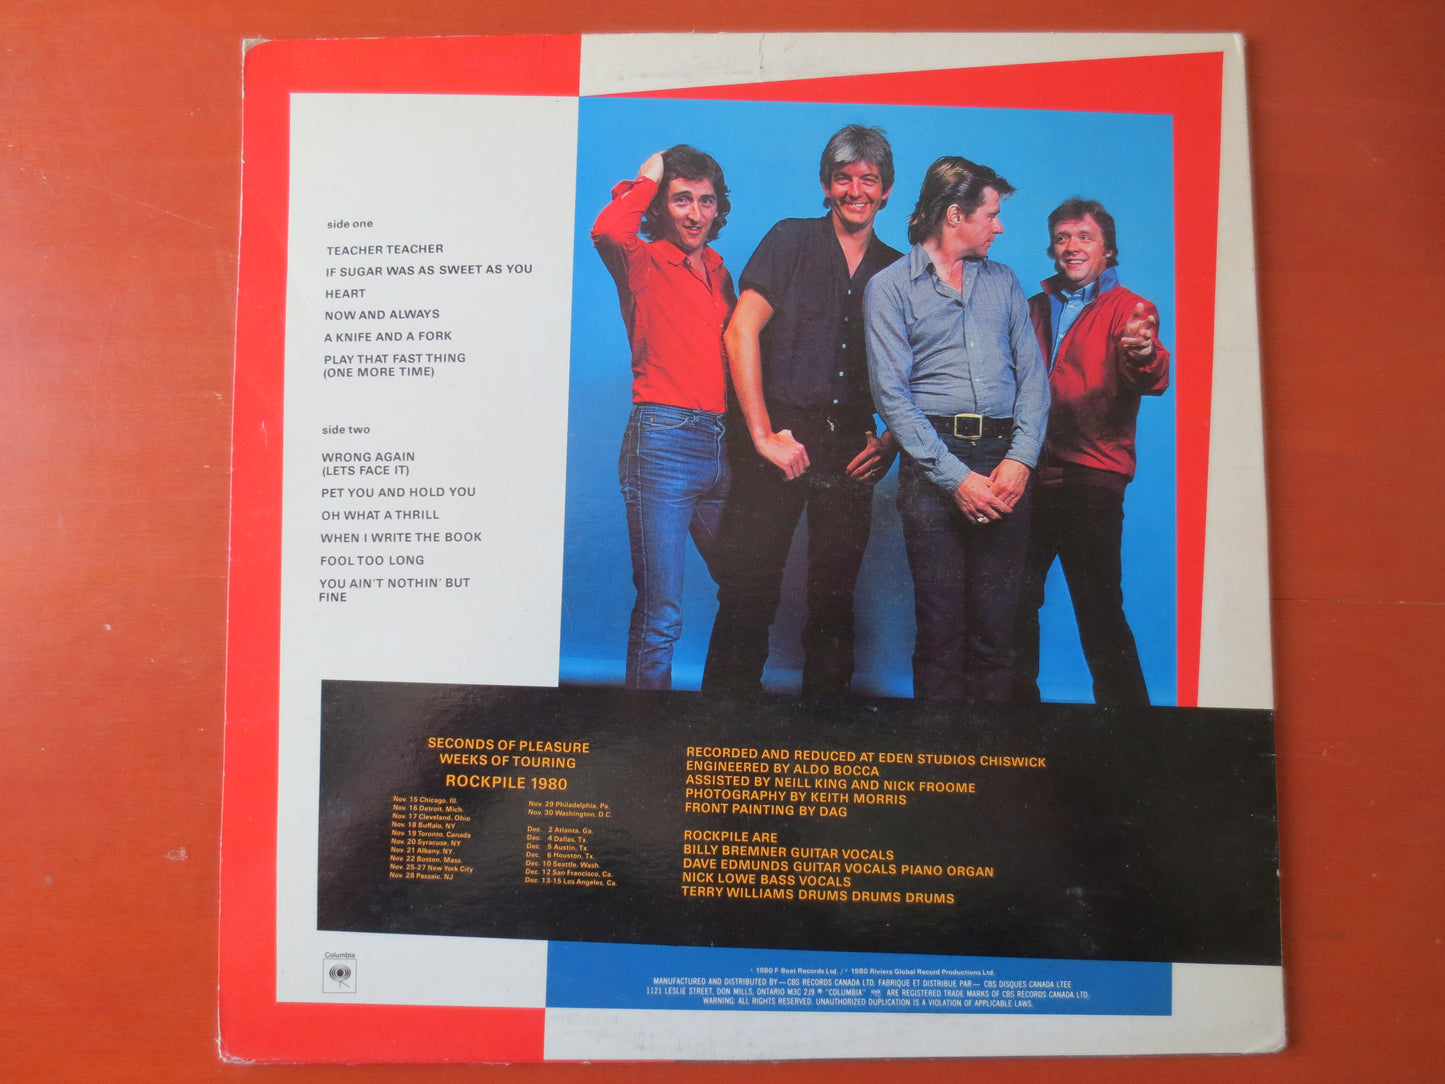 side one
TEACHER TEACHER
IF SUGAR WAS AS SWEET AS YOU
HEART
NOW AND ALWAYS
A KNIFE AND A FORK
PLAY THAT FAST THING
(ONE MORE TIME)
side two
WRONG AGAIN
(LETS FACE IT)
PET YOU AND HOLD YOU
OH WHAT A THRILL
WHEN I WRITE THE BOOK
FOOL TOO LONG
YOU AIN'T NOTHIN' BUT
FINE
SECONDS OF PLEASURE
WEEKS OF TOURING
ROCKPILE 1980
Nov. 15 Chicago, Ill.
Nov. 16 Detroit, Mich.
Nov. 17 Cleveland, Ohio
Nov. 18 Buffalo, NY
Nov. 19 Toronto, Canada
Nov. 20 Syracuse, NY
Nov. 21 Albany, NY.
Nov. 22 Boston, Mass.
Nov. 25-27 New York City
Nov. 28 Passaic, NJ
Nov. 29 Philadelphia, Pa.
Nov. 30 Washington, D.C.
Dec. 2 Atlanta, Ga.
Dec. 4 Dallas, Tx.
Dec. 5 Austin, Tx.
Dec. 6 Houston, Tx.
Dec. 10 Seattle, Wash.
Dec. 12 San Francisco, Ca.
Dec. 13-15 Los Angeles, Ca.
RECORDED AND REDUCED AT EDEN STUDIOS CHISWICK
ENGINEERED BY ALDO BOCCA
ASSISTED BY NEILL KING AND NICK FROOME
PHOTOGRAPHY BY KEITH MORRIS
FRONT PAINTING BY DAG
ROCKPILE ARE
BILLY BREMNER GUITAR VOCALS
DAVE EDMUNDS GUITAR VOCALS PIANO ORGAN
NICK LOWE BASS VOCALS
TERRY WILLIAMS DRUMS DRUMS DRUMS
Columbia
1980 F-Beat Records Ltd. / 1980 Riviera Global Record Productions Ltd.
MANUFACTURED AND DISTRIBUTED BY — CBS RECORDS CANADA LTD. FABRIQUE ET DISTRIBUE PAR — CBS DISQUES CANADA LTEE
1121 LESLIE STREET, DON MILLS, ONTARIO M3C 2J9 ® "COLUMBIA" ARE REGISTERED TRADE MARKS OF CBS RECORDS CANADA LTD.
WARNING: ALL RIGHTS RESERVED. UNAUTHORIZED DUPLICATION IS A VIOLATION OF APPLICABLE LAWS.